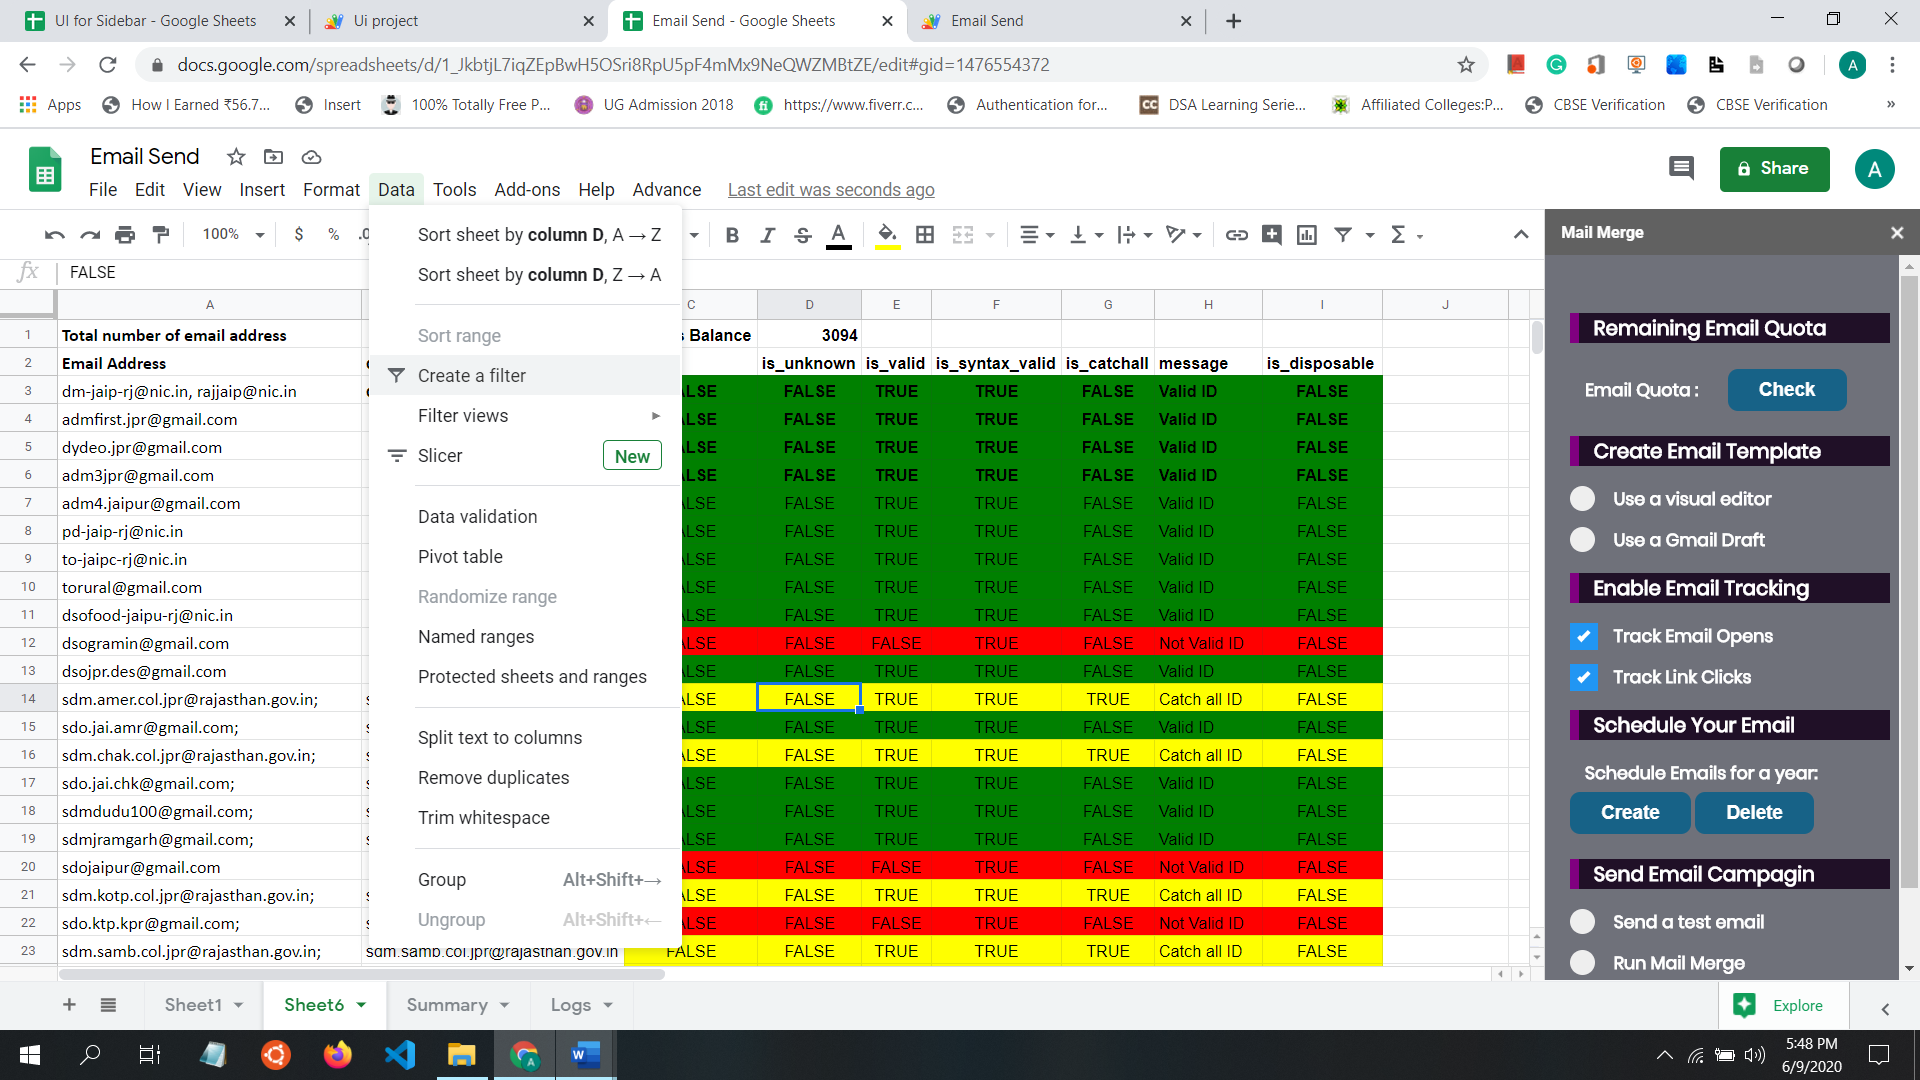 UI for Sidebar - Google Sheets
Ui project
Email Send - Google Sheets
Email Send
docs.google.com/spreadsheets/d/1_JkbtjL7iqZEpBwH5OSri8RpU5pF4mMx9NeQWZMBtZE/edit#gid=1476554372
A
Apps
How I Earned ₹56.7...
Insert
100% Totally Free P...
UG Admission 2018
https://www.fiverr.c...
Authentication for...
CC DSA Learning Serie...
Affiliated Colleges:P...
CBSE Verification
CBSE Verification
»
Email Send
Share
A
File Edit View Insert Format Data Tools Add-ons Help Advance Last edit was seconds ago
100% $ % .0 B I S A Σ
fx FALSE
Sort sheet by column D, A → Z
Sort sheet by column D, Z → A
Sort range
Create a filter
Filter views
Slicer New
Data validation
Pivot table
Randomize range
Named ranges
Protected sheets and ranges
Split text to columns
Remove duplicates
Trim whitespace
Group Alt+Shift+→
Ungroup Alt+Shift+←
A C D E F G H I J
1 Total number of email address s Balance 3094
2 Email Address is_unknown is_valid is_syntax_valid is_catchall message is_disposable
3 dm-jaip-rj@nic.in, rajjaip@nic.in ALSE FALSE TRUE TRUE FALSE Valid ID FALSE
4 admfirst.jpr@gmail.com ALSE FALSE TRUE TRUE FALSE Valid ID FALSE
5 dydeo.jpr@gmail.com ALSE FALSE TRUE TRUE FALSE Valid ID FALSE
6 adm3jpr@gmail.com ALSE FALSE TRUE TRUE FALSE Valid ID FALSE
7 adm4.jaipur@gmail.com ALSE FALSE TRUE TRUE FALSE Valid ID FALSE
8 pd-jaip-rj@nic.in ALSE FALSE TRUE TRUE FALSE Valid ID FALSE
9 to-jaipc-rj@nic.in ALSE FALSE TRUE TRUE FALSE Valid ID FALSE
10 torural@gmail.com ALSE FALSE TRUE TRUE FALSE Valid ID FALSE
11 dsofood-jaipu-rj@nic.in ALSE FALSE TRUE TRUE FALSE Valid ID FALSE
12 dsogramin@gmail.com ALSE FALSE FALSE TRUE FALSE Not Valid ID FALSE
13 dsojpr.des@gmail.com ALSE FALSE TRUE TRUE FALSE Valid ID FALSE
14 sdm.amer.col.jpr@rajasthan.gov.in; s ALSE FALSE TRUE TRUE TRUE Catch all ID FALSE
15 sdo.jai.amr@gmail.com; s ALSE FALSE TRUE TRUE FALSE Valid ID FALSE
16 sdm.chak.col.jpr@rajasthan.gov.in; s ALSE FALSE TRUE TRUE TRUE Catch all ID FALSE
17 sdo.jai.chk@gmail.com; s ALSE FALSE TRUE TRUE FALSE Valid ID FALSE
18 sdmdudu100@gmail.com; s ALSE FALSE TRUE TRUE FALSE Valid ID FALSE
19 sdmjramgarh@gmail.com; s ALSE FALSE TRUE TRUE FALSE Valid ID FALSE
20 sdojaipur@gmail.com ALSE FALSE FALSE TRUE FALSE Not Valid ID FALSE
21 sdm.kotp.col.jpr@rajasthan.gov.in; s ALSE FALSE TRUE TRUE TRUE Catch all ID FALSE
22 sdo.ktp.kpr@gmail.com; s ALSE FALSE FALSE TRUE FALSE Not Valid ID FALSE
23 sdm.samb.col.jpr@rajasthan.gov.in; sdm.samb.col.jpr@rajasthan.gov.in FALSE FALSE TRUE TRUE TRUE Catch all ID FALSE
Mail Merge
Remaining Email Quota
Email Quota : Check
Create Email Template
Use a visual editor
Use a Gmail Draft
Enable Email Tracking
Track Email Opens
Track Link Clicks
Schedule Your Email
Schedule Emails for a year:
Create Delete
Send Email Campagin
Send a test email
Run Mail Merge
Sheet1 Sheet6 Summary Logs
Explore
5:48 PM
6/9/2020